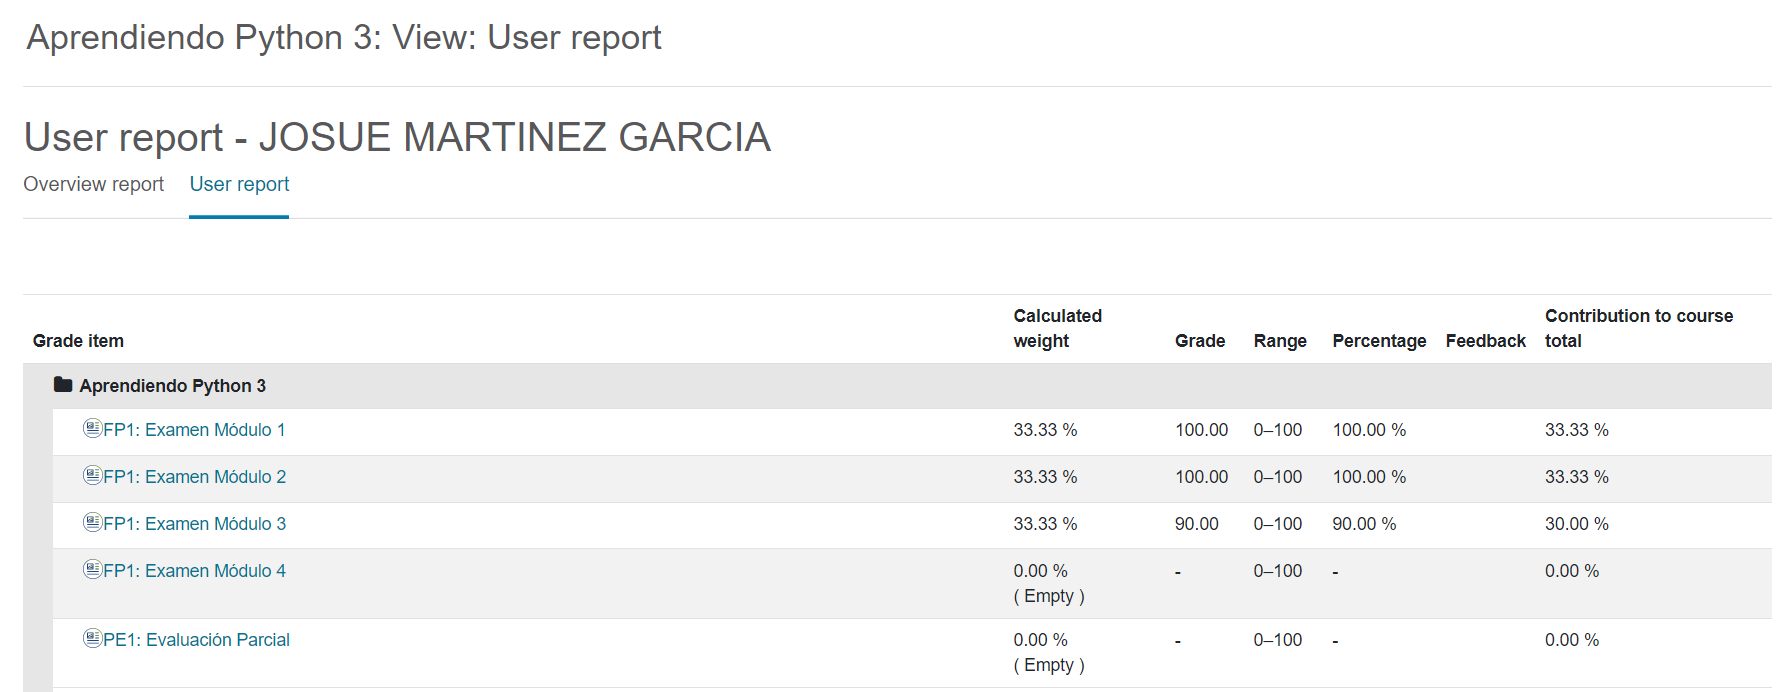 Aprendiendo Python 3: View: User report
User report - JOSUE MARTINEZ GARCIA
Overview report User report
Grade item Calculated weight Grade Range Percentage Feedback Contribution to course total
Aprendiendo Python 3
FP1: Examen Módulo 1 33.33 % 100.00 0–100 100.00 % 33.33 %
FP1: Examen Módulo 2 33.33 % 100.00 0–100 100.00 % 33.33 %
FP1: Examen Módulo 3 33.33 % 90.00 0–100 90.00 % 30.00 %
FP1: Examen Módulo 4 0.00 % ( Empty ) - 0–100 - 0.00 %
PE1: Evaluación Parcial 0.00 % ( Empty ) - 0–100 - 0.00 %